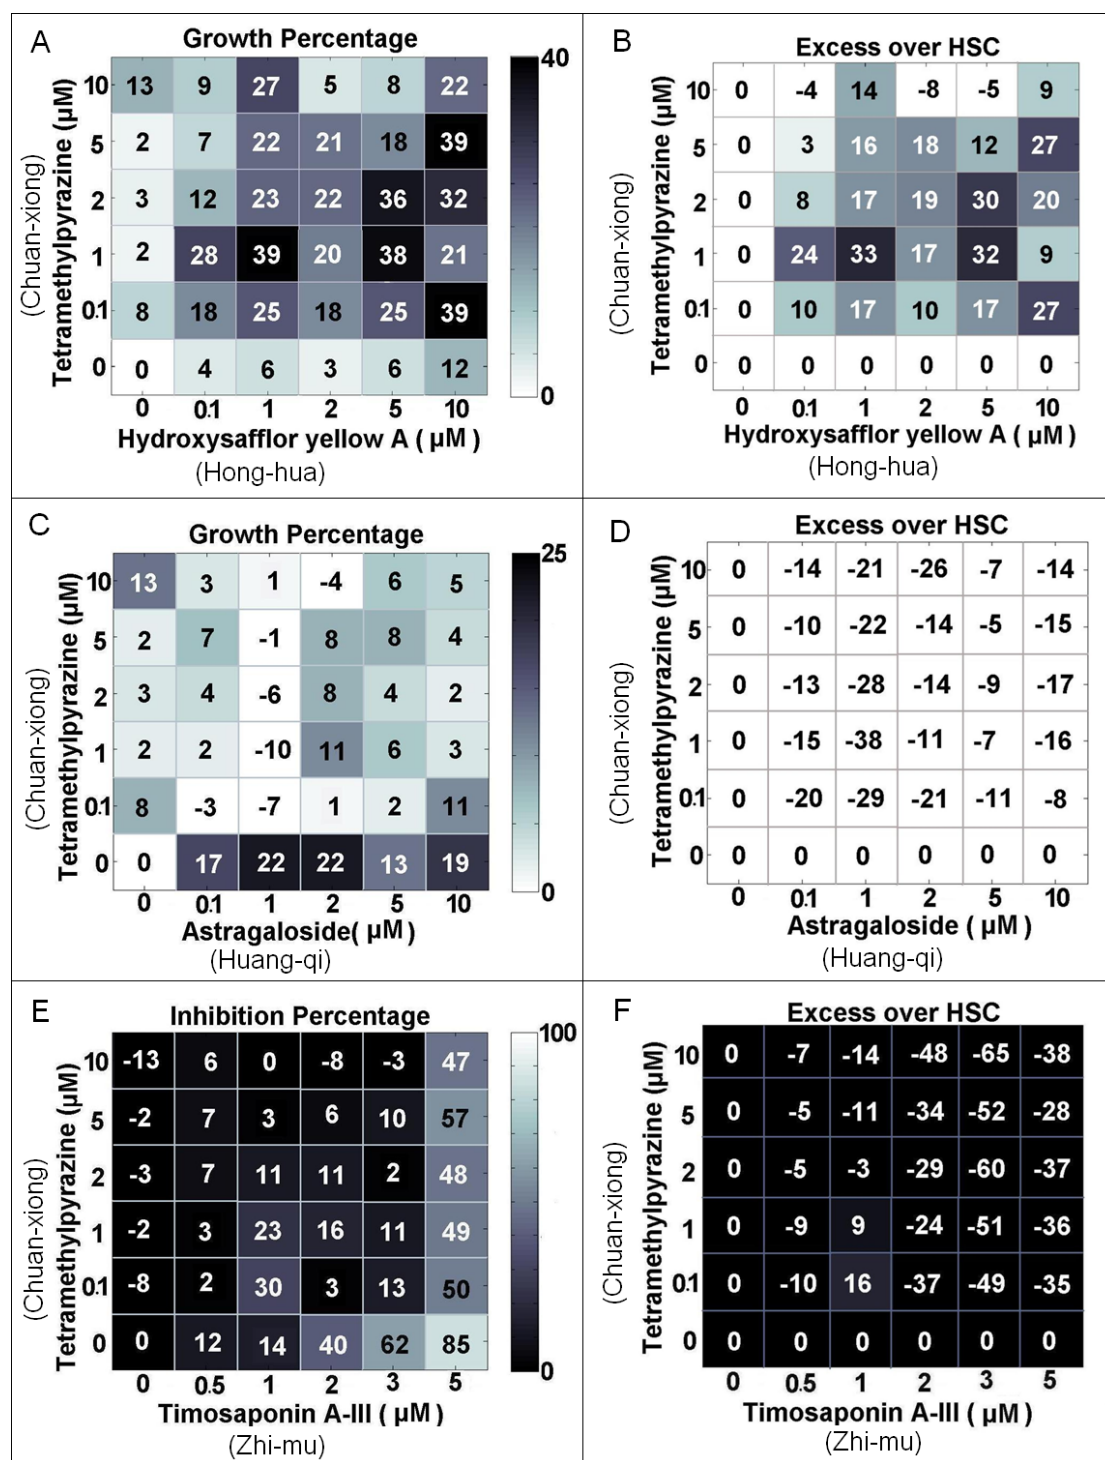 A
Growth Percentage
Tetramethylpyrazine (µM)
(Chuan-xiong)
10 13 9 27 5 8 22
5 2 7 22 21 18 39
2 3 12 23 22 36 32
1 2 28 39 20 38 21
0.1 8 18 25 18 25 39
0 0 4 6 3 6 12
0 0.1 1 2 5 10
Hydroxysafflor yellow A ( µM )
(Hong-hua)
40
0
B
Excess over HSC
Tetramethylpyrazine (µM)
(Chuan-xiong)
10 0 -4 14 -8 -5 9
5 0 3 16 18 12 27
2 0 8 17 19 30 20
1 0 24 33 17 32 9
0.1 0 10 17 10 17 27
0 0 0 0 0 0 0
0 0.1 1 2 5 10
Hydroxysafflor yellow A ( µM )
(Hong-hua)
C
Growth Percentage
Tetramethylpyrazine (µM)
(Chuan-xiong)
10 13 3 1 -4 6 5
5 2 7 -1 8 8 4
2 3 4 -6 8 4 2
1 2 2 -10 11 6 3
0.1 8 -3 -7 1 2 11
0 0 17 22 22 13 19
0 0.1 1 2 5 10
Astragaloside( µM )
(Huang-qi)
25
0
D
Excess over HSC
Tetramethylpyrazine (µM)
(Chuan-xiong)
10 0 -14 -21 -26 -7 -14
5 0 -10 -22 -14 -5 -15
2 0 -13 -28 -14 -9 -17
1 0 -15 -38 -11 -7 -16
0.1 0 -20 -29 -21 -11 -8
0 0 0 0 0 0 0
0 0.1 1 2 5 10
Astragaloside ( µM )
(Huang-qi)
E
Inhibition Percentage
Tetramethylpyrazine (µM)
(Chuan-xiong)
10 -13 6 0 -8 -3 47
5 -2 7 3 6 10 57
2 -3 7 11 11 2 48
1 -2 3 23 16 11 49
0.1 -8 2 30 3 13 50
0 0 12 14 40 62 85
0 0.5 1 2 3 5
Timosaponin A-III ( µM )
(Zhi-mu)
100
0
F
Excess over HSC
Tetramethylpyrazine (µM)
(Chuan-xiong)
10 0 -7 -14 -48 -65 -38
5 0 -5 -11 -34 -52 -28
2 0 -5 -3 -29 -60 -37
1 0 -9 9 -24 -51 -36
0.1 0 -10 16 -37 -49 -35
0 0 0 0 0 0 0
0 0.5 1 2 3 5
Timosaponin A-III ( µM )
(Zhi-mu)